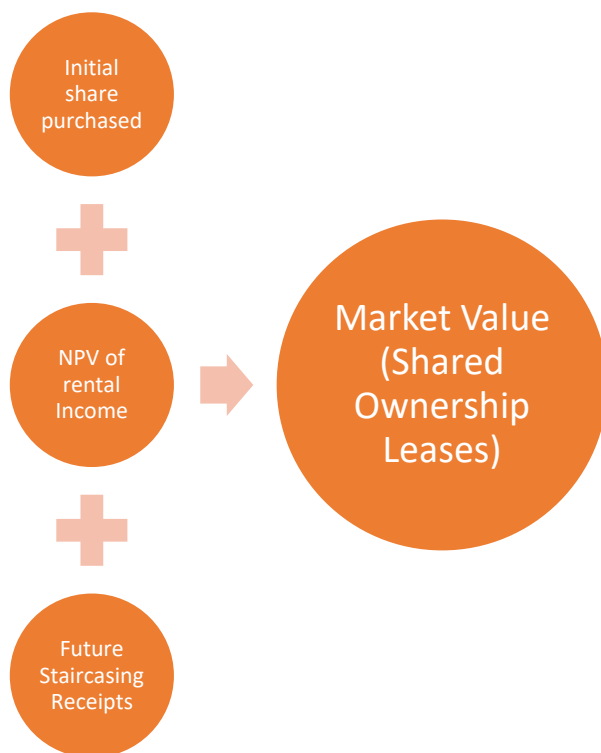 Initial
share
purchased
NPV of
rental
Income
Future
Staircasing
Receipts
Market Value
(Shared
Ownership
Leases)